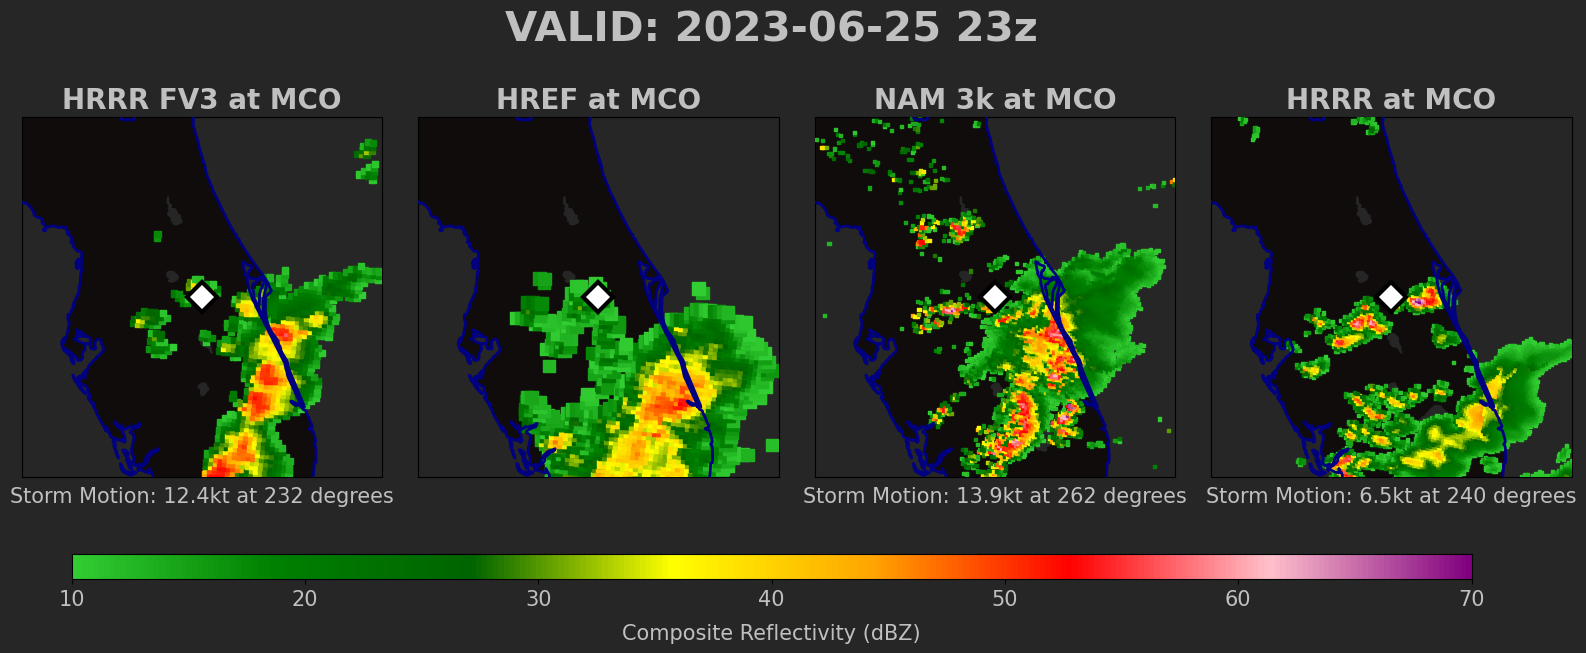 VALID: 2023-06-25 23z
HRRR FV3 at MCO
HREF at MCO
NAM 3k at MCO
HRRR at MCO
Storm Motion: 12.4kt at 232 degrees
Storm Motion: 13.9kt at 262 degrees
Storm Motion: 6.5kt at 240 degrees
10 20 30 40 50 60 70
Composite Reflectivity (dBZ)